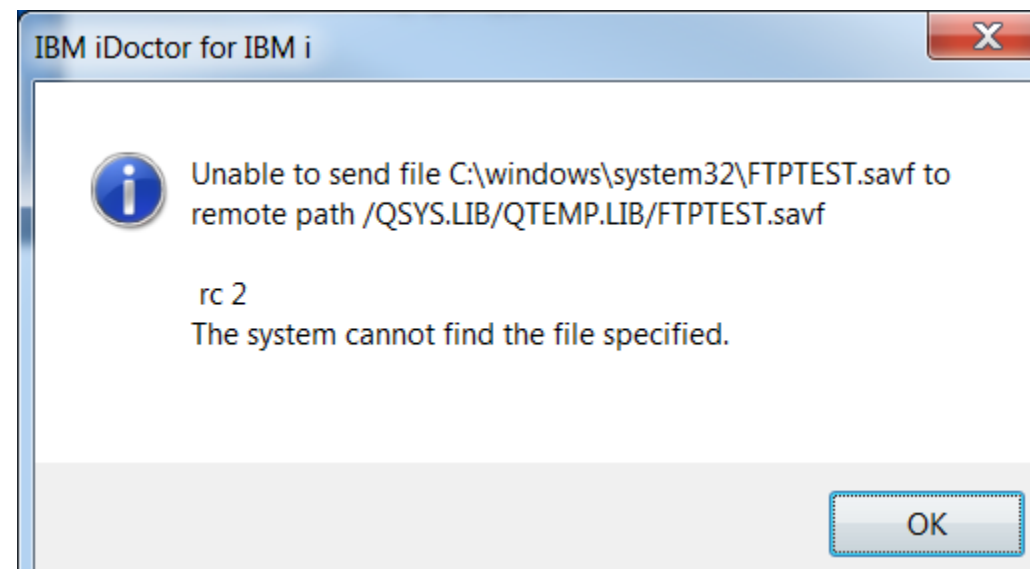 IBM iDoctor for IBM i
Unable to send file C:\windows\system32\FTPTEST.savf to
remote path /QSYS.LIB/QTEMP.LIB/FTPTEST.savf
rc 2
The system cannot find the file specified.
OK